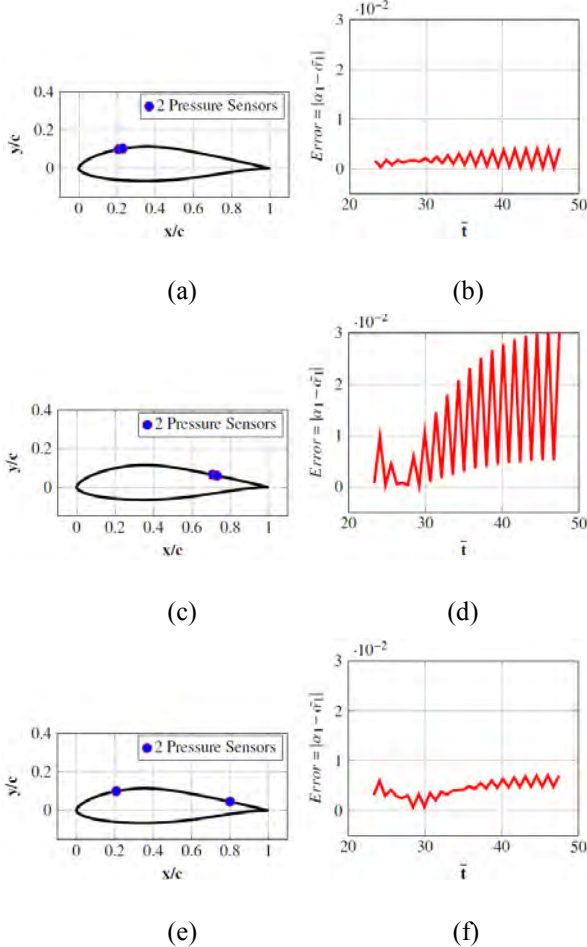 0.4
0.2
0
y/c
2 Pressure Sensors
0 0.2 0.4 0.6 0.8 1
x/c
(a)
·10⁻²
3
2
1
0
Error = |α₁ − α̃₁|
20 30 40 50
t̄
(b)
0.4
0.2
0
y/c
2 Pressure Sensors
0 0.2 0.4 0.6 0.8 1
x/c
(c)
·10⁻²
3
2
1
0
Error = |α₁ − α̃₁|
20 30 40 50
t̄
(d)
0.4
0.2
0
y/c
2 Pressure Sensors
0 0.2 0.4 0.6 0.8 1
x/c
(e)
·10⁻²
3
2
1
0
Error = |α₁ − α̃₁|
20 30 40 50
t̄
(f)